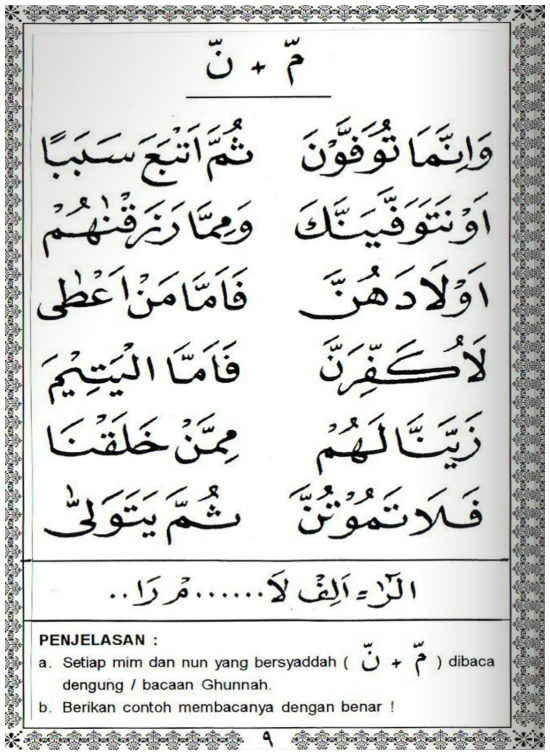 مّ + نّ
وَاِنَّمَا تُوَفَّوْنَ ثُمَّ اَتْبَعَ سَبَبًا
اَوْنَتَوَفَّيَنَّكَ وَمِمَّا رَزَقْنٰهُمْ
اَوْلَادَهُنَّ فَاَمَّا مَنْ اَعْطٰى
لَاُكَفِّرَنَّ فَاَمَّا الْيَتِيْمَ
زَيَّنَّا لَهُمْ مِمَّنْ خَلَقْنَا
فَلَا تَمُوْتُنَّ ثُمَّ يَتَوَلّٰى
الۤرٰۤ = اَلِفْ لَا......مْ رَا..
PENJELASAN :
a. Setiap mim dan nun yang bersyaddah ( مّ + نّ ) dibaca
dengung / bacaan Ghunnah.
b. Berikan contoh membacanya dengan benar !
٩